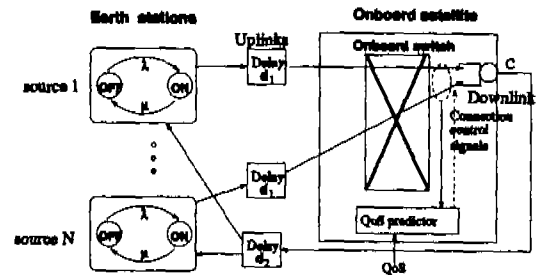 Earth stations
Onboard satellite
Uplinks
Onboard switch
λ
OFF
ON
μ
source 1
Delay
d1
C
Downlink
Connection
control
signals
Delay
d1
λ
OFF
ON
μ
source N
Delay
d2
QoS predictor
QoS